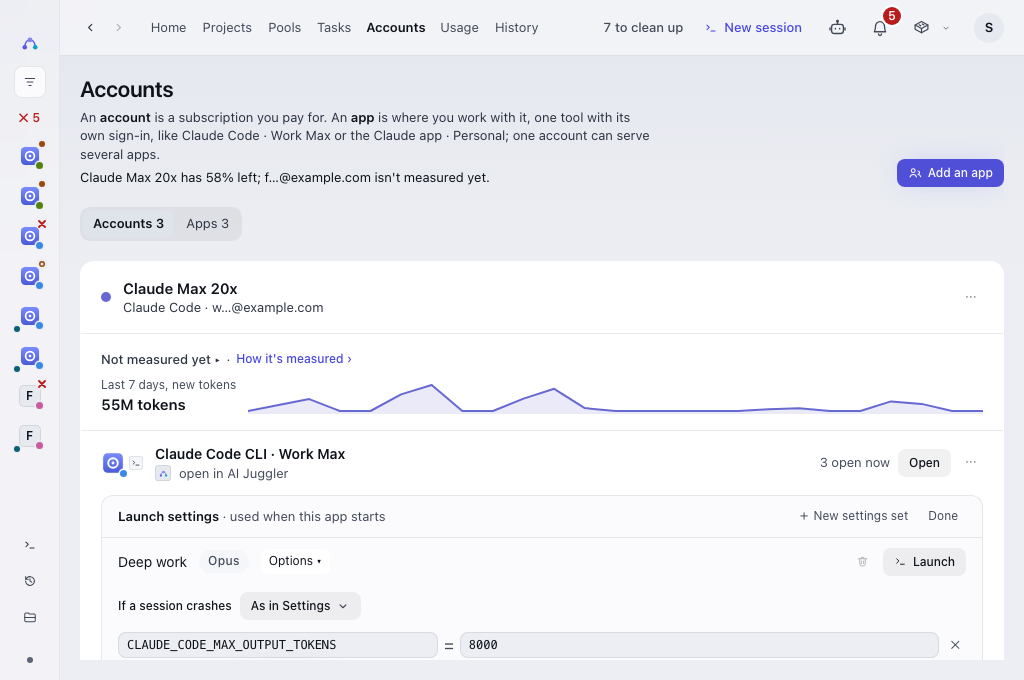 Home Projects Pools Tasks Accounts Usage History 7 to clean up New session 5 S
5
F
F
Accounts
An account is a subscription you pay for. An app is where you work with it, one tool with its
own sign-in, like Claude Code · Work Max or the Claude app · Personal; one account can serve
several apps.
Claude Max 20x has 58% left; f...@example.com isn't measured yet.
Add an app
Accounts 3 Apps 3
Claude Max 20x
Claude Code · w...@example.com
Not measured yet ▸ · How it's measured ›
Last 7 days, new tokens
55M tokens
Claude Code CLI · Work Max
open in AI Juggler
3 open now Open
Launch settings · used when this app starts
+ New settings set Done
Deep work Opus Options ▾ Launch
If a session crashes As in Settings
CLAUDE_CODE_MAX_OUTPUT_TOKENS = 8000